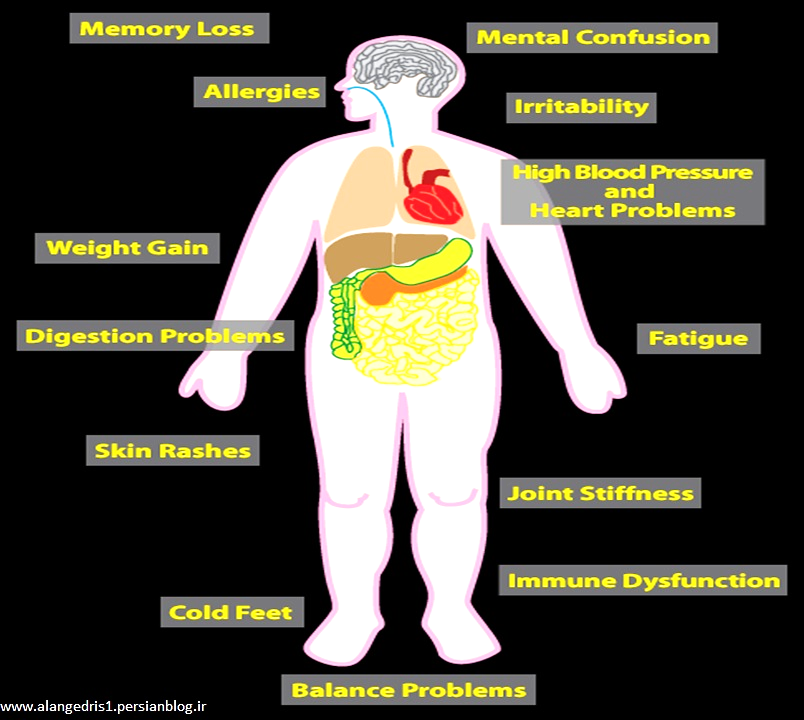 Memory Loss
Mental Confusion
Allergies
Irritability
High Blood Pressure
and
Heart Problems
Weight Gain
Digestion Problems
Fatigue
Skin Rashes
Joint Stiffness
Immune Dysfunction
Cold Feet
Balance Problems
www.alangedris1.persianblog.ir